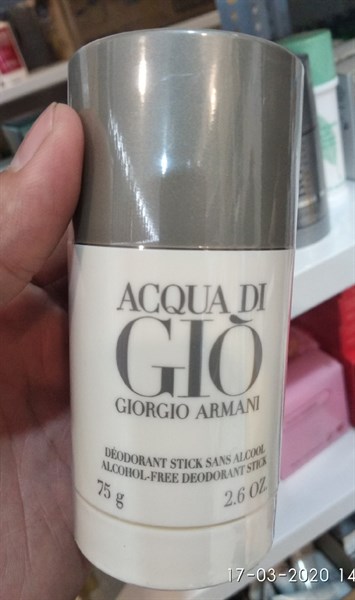 ACQUA DI
GIÒ
GIORGIO ARMANI
DÉODORANT STICK SANS ALCOOL
ALCOHOL-FREE DEODORANT STICK
75 g 2.6 OZ.
17-03-2020 14